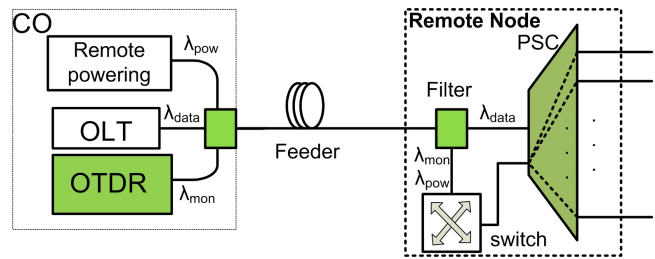 CO
Remote
powering
λpow
OLT
λdata
OTDR
λmon
Feeder
Remote Node
PSC
Filter
λdata
λmon
λpow
switch